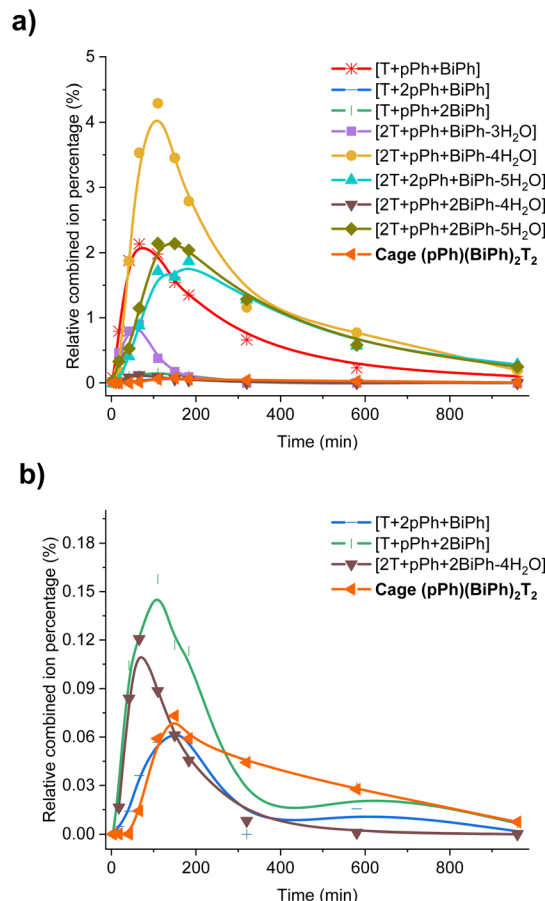 a)
Relative combined ion percentage (%)
5
4
3
2
1
0
0
200
400
600
800
Time (min)
[T+pPh+BiPh]
[T+2pPh+BiPh]
[T+pPh+2BiPh]
[2T+pPh+BiPh-3H₂O]
[2T+pPh+BiPh-4H₂O]
[2T+2pPh+BiPh-5H₂O]
[2T+pPh+2BiPh-4H₂O]
[2T+pPh+2BiPh-5H₂O]
Cage (pPh)(BiPh)₂T₂
b)
Relative combined ion percentage (%)
0.18
0.15
0.12
0.09
0.06
0.03
0.00
0
200
400
600
800
Time (min)
[T+2pPh+BiPh]
[T+pPh+2BiPh]
[2T+pPh+2BiPh-4H₂O]
Cage (pPh)(BiPh)₂T₂